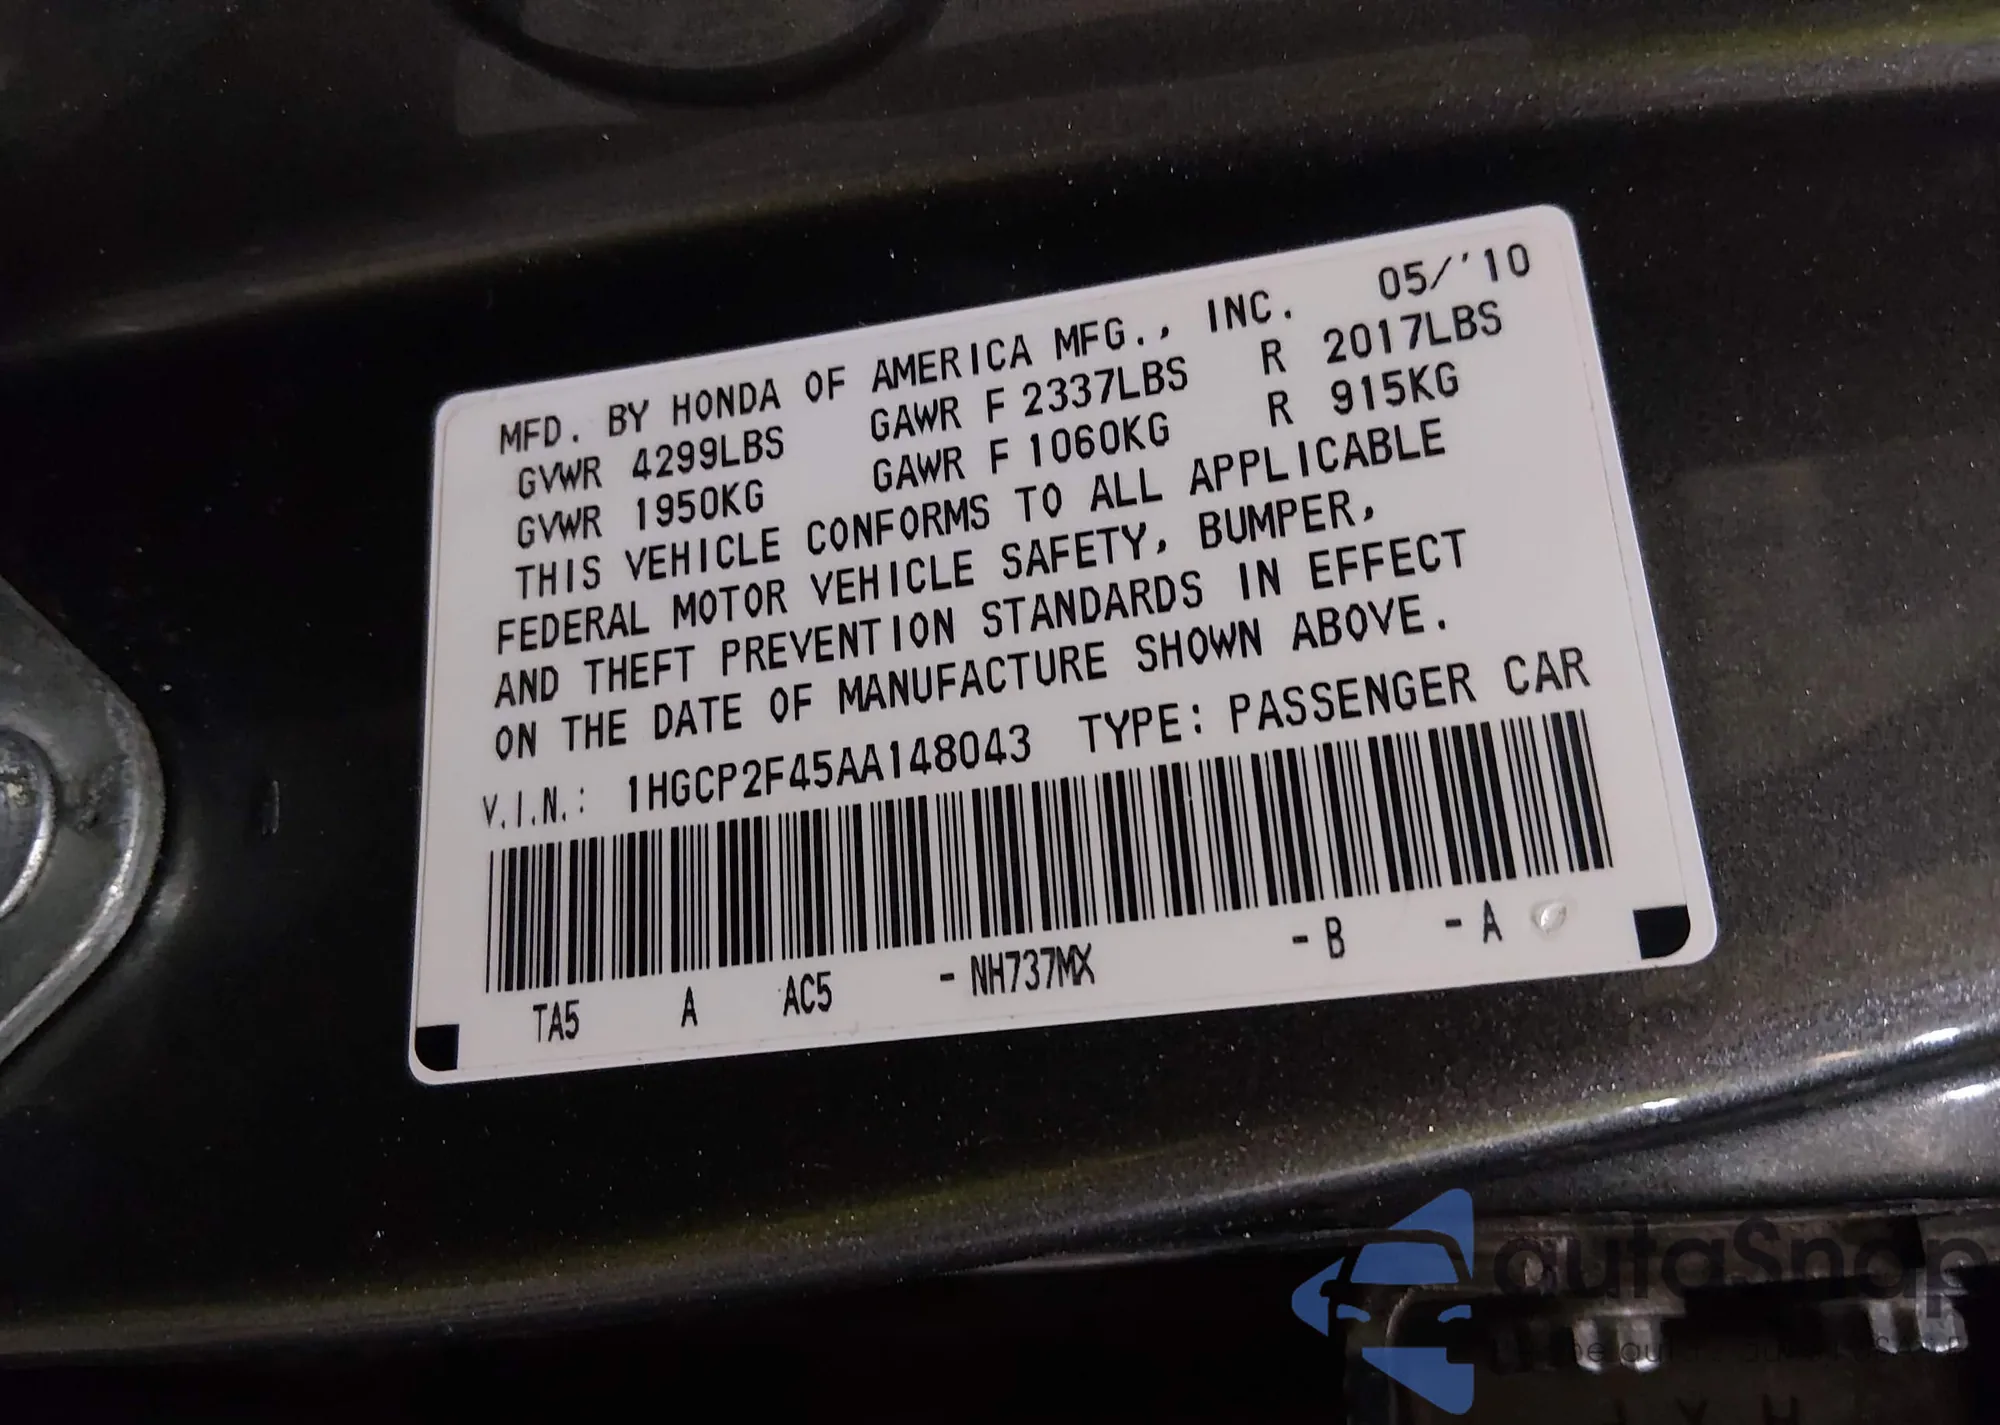 MFD. BY HONDA OF AMERICA MFG., INC. 05/'10
GVWR 4299LBS GAWR F 2337LBS R 2017LBS
GVWR 1950KG GAWR F 1060KG R 915KG
THIS VEHICLE CONFORMS TO ALL APPLICABLE
FEDERAL MOTOR VEHICLE SAFETY, BUMPER,
AND THEFT PREVENTION STANDARDS IN EFFECT
ON THE DATE OF MANUFACTURE SHOWN ABOVE.
V.I.N.: 1HGCP2F45AA148043 TYPE: PASSENGER CAR
TA5 A AC5 -NH737MX -B -A
autoSnap